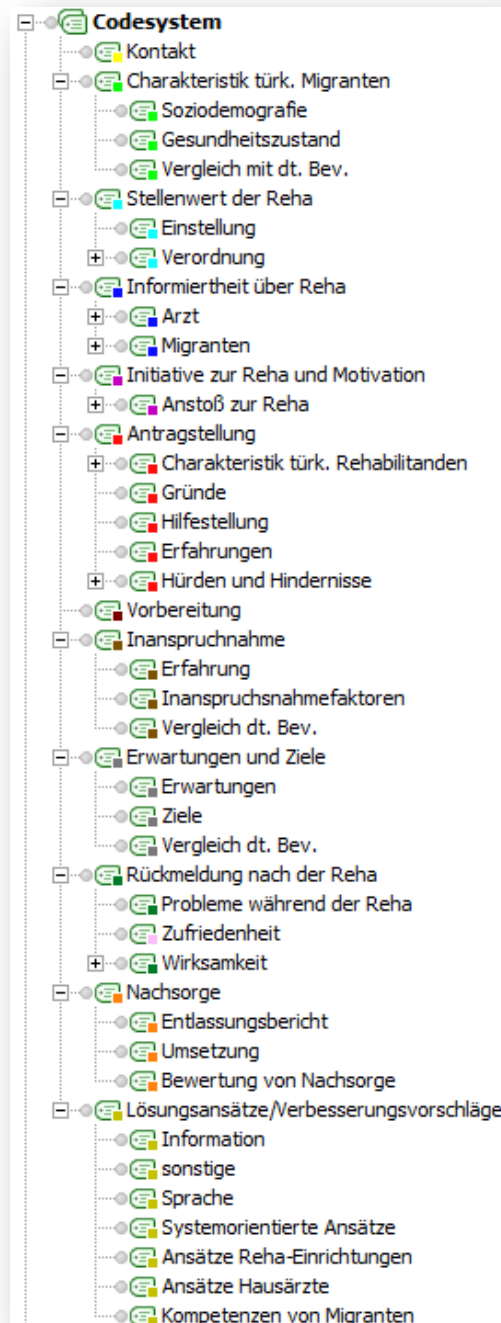 Codesystem
Kontakt
Charakteristik türk. Migranten
Soziodemografie
Gesundheitszustand
Vergleich mit dt. Bev.
Stellenwert der Reha
Einstellung
Verordnung
Informiertheit über Reha
Arzt
Migranten
Initiative zur Reha und Motivation
Anstoß zur Reha
Antragstellung
Charakteristik türk. Rehabilitanden
Gründe
Hilfestellung
Erfahrungen
Hürden und Hindernisse
Vorbereitung
Inanspruchnahme
Erfahrung
Inanspruchsnahmefaktoren
Vergleich dt. Bev.
Erwartungen und Ziele
Erwartungen
Ziele
Vergleich dt. Bev.
Rückmeldung nach der Reha
Probleme während der Reha
Zufriedenheit
Wirksamkeit
Nachsorge
Entlassungsbericht
Umsetzung
Bewertung von Nachsorge
Lösungsansätze/Verbesserungsvorschläge
Information
sonstige
Sprache
Systemorientierte Ansätze
Ansätze Reha-Einrichtungen
Ansätze Hausärzte
Kompetenzen von Migranten